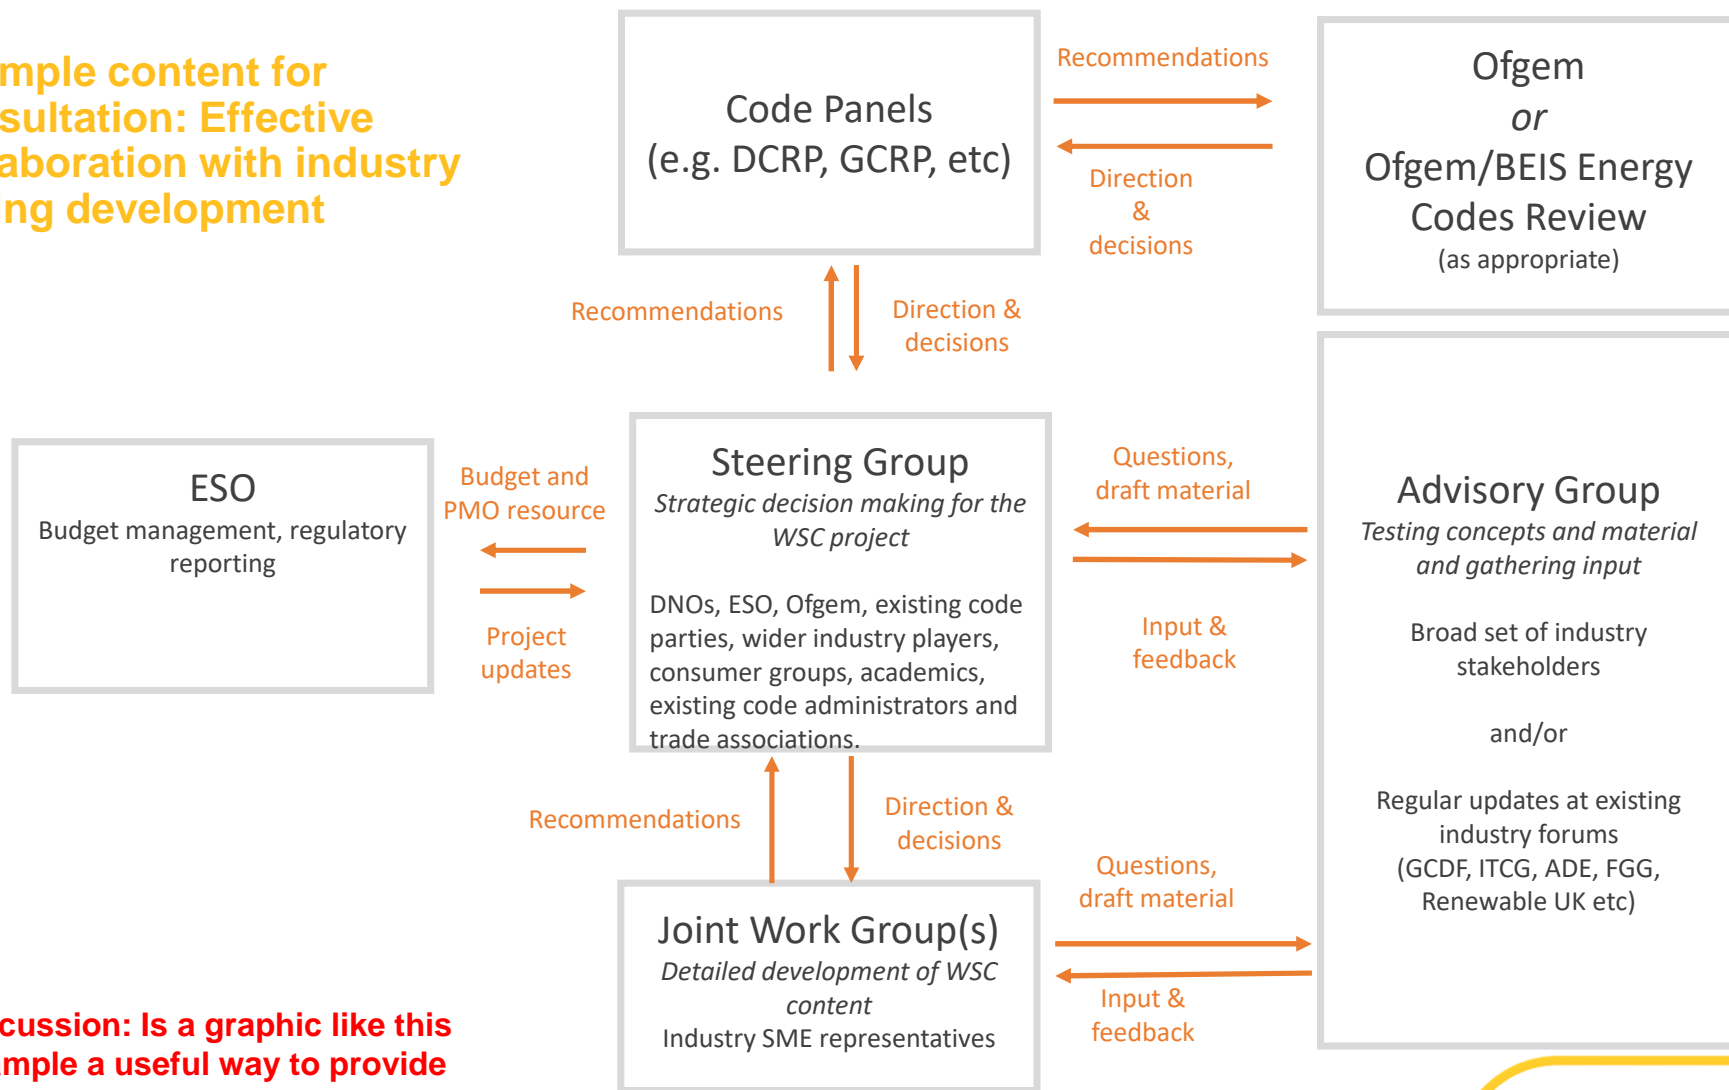 mple content for
sultation: Effective
aboration with industry
ing development
Code Panels
(e.g. DCRP, GCRP, etc)
Recommendations
Direction
&
decisions
Ofgem
or
Ofgem/BEIS Energy
Codes Review
(as appropriate)
Recommendations
Direction &
decisions
ESO
Budget management, regulatory
reporting
Budget and
PMO resource
Project
updates
Steering Group
Strategic decision making for the
WSC project
DNOs, ESO, Ofgem, existing code
parties, wider industry players,
consumer groups, academics,
existing code administrators and
trade associations.
Questions,
draft material
Input &
feedback
Advisory Group
Testing concepts and material
and gathering input
Broad set of industry
stakeholders
and/or
Regular updates at existing
industry forums
(GCDF, ITCG, ADE, FGG,
Renewable UK etc)
Recommendations
Direction &
decisions
Joint Work Group(s)
Detailed development of WSC
content
Industry SME representatives
Questions,
draft material
Input &
feedback
cussion: Is a graphic like this
ample a useful way to provide